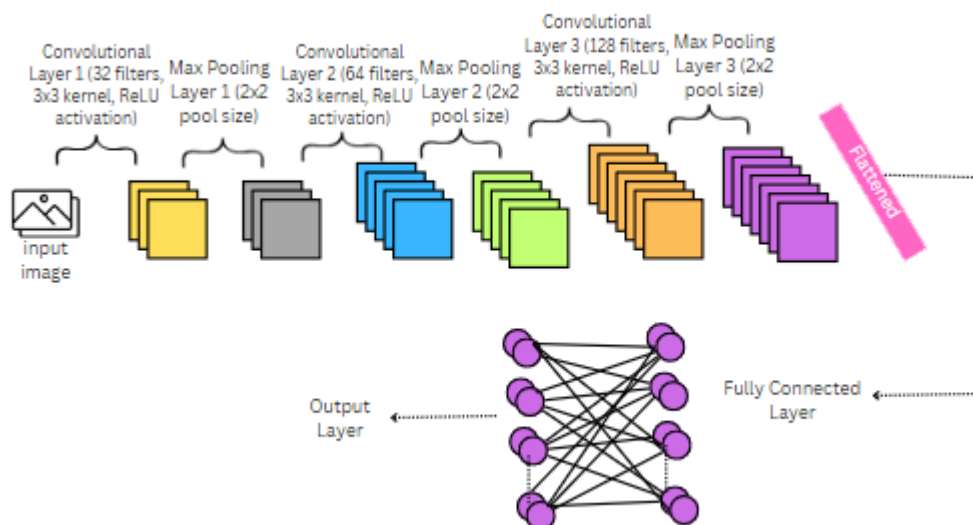 Convolutional
Layer 1 (32 filters,
3x3 kernel, ReLU
activation)
Max Pooling
Layer 1 (2x2
pool size)
Convolutional
Layer 2 (64 filters,
3x3 kernel, ReLU
activation)
Max Pooling
Layer 2 (2x2
pool size)
Convolutional
Layer 3 (128 filters,
3x3 kernel, ReLU
activation)
Max Pooling
Layer 3 (2x2
pool size)
input
image
Flattened
Output
Layer
Fully Connected
Layer